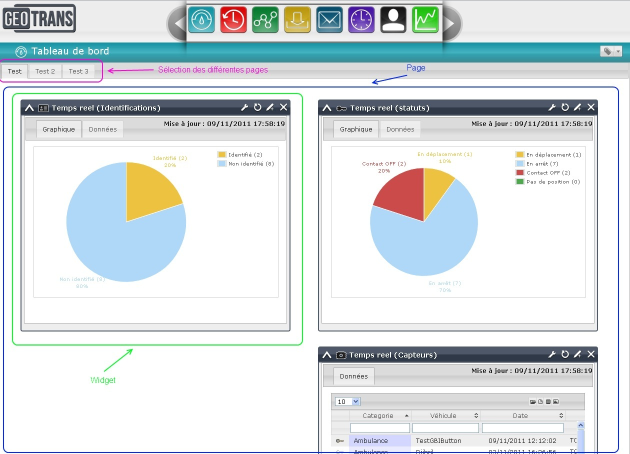 GEOTRANS
Tableau de bord
Test Test 2 Test 3
Sélection des différentes pages
Page
Temps reel (Identifications)
Graphique Données
Mise à jour : 09/11/2011 17:58:19
Identifié (2)
20%
Non identifié (8)
80%
Identifié (2)
Non identifié (8)
Temps reel (statuts)
Graphique Données
Mise à jour : 09/11/2011 17:58:19
En déplacement (1)
10%
Contact OFF (2)
20%
En arrêt (7)
70%
En déplacement (1)
En arrêt (7)
Contact OFF (2)
Pas de position (0)
Widget
Temps reel (Capteurs)
Données
Mise à jour : 09/11/2011 17:58:19
10
Categorie Véhicule Date
Ambulance TestGBIButton 09/11/2011 12:12:02
Ambulance